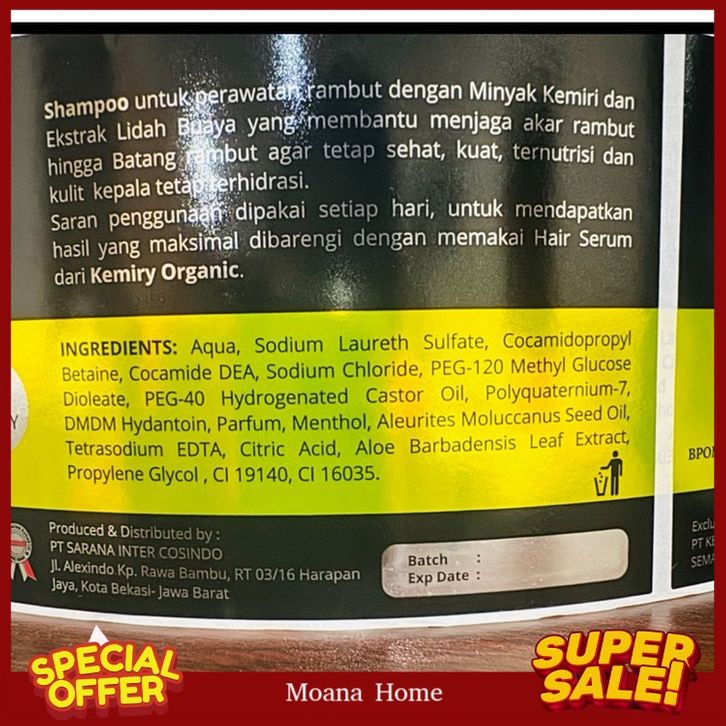 Shampoo untuk perawatan rambut dengan Minyak Kemiri dan
Ekstrak Lidah Buaya yang membantu menjaga akar rambut
hingga Batang rambut agar tetap sehat, kuat, ternutrisi dan
kulit kepala tetap terhidrasi.
Saran penggunaan dipakai setiap hari, untuk mendapatkan
hasil yang maksimal dibarengi dengan memakai Hair Serum
dari Kemiry Organic.
INGREDIENTS: Aqua, Sodium Laureth Sulfate, Cocamidopropyl
Betaine, Cocamide DEA, Sodium Chloride, PEG-120 Methyl Glucose
Dioleate, PEG-40 Hydrogenated Castor Oil, Polyquaternium-7,
DMDM Hydantoin, Parfum, Menthol, Aleurites Moluccanus Seed Oil,
Tetrasodium EDTA, Citric Acid, Aloe Barbadensis Leaf Extract,
Propylene Glycol , CI 19140, CI 16035.
Produced & Distributed by :
PT SARANA INTER COSINDO
Jl. Alexindo Kp. Rawa Bambu, RT 03/16 Harapan
Jaya, Kota Bekasi- Jawa Barat
Batch :
Exp Date :
SPECIAL
OFFER
Moana Home
SUPER
SALE!